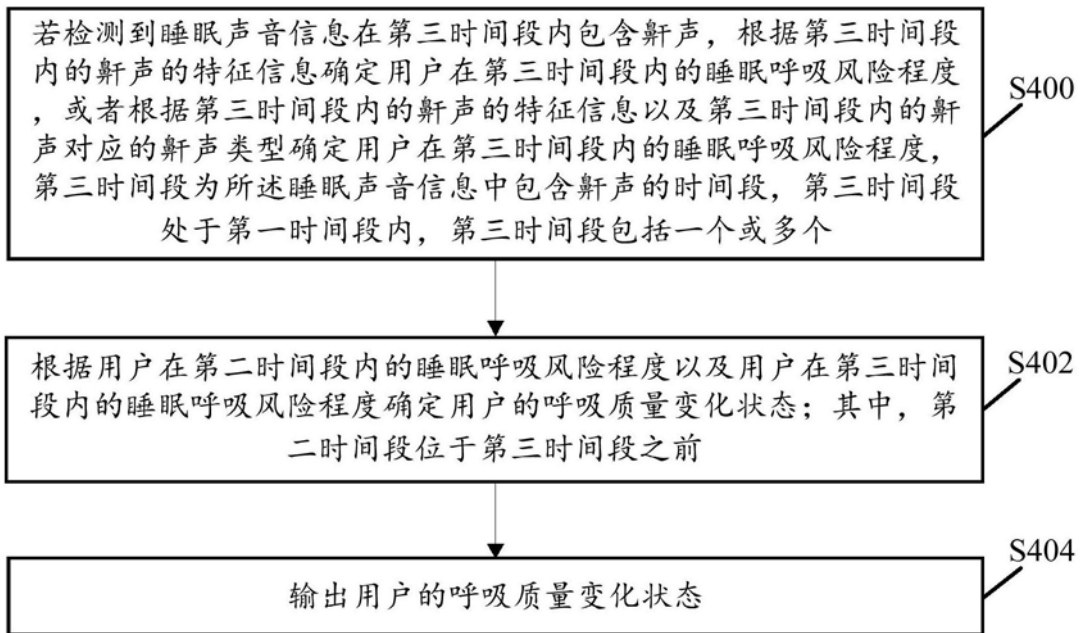 若检测到睡眠声音信息在第三时间段内包含鼾声，根据第三时间段
内的鼾声的特征信息确定用户在第三时间段内的睡眠呼吸风险程度
，或者根据第三时间段内的鼾声的特征信息以及第三时间段内的鼾
声对应的鼾声类型确定用户在第三时间段内的睡眠呼吸风险程度，
第三时间段为所述睡眠声音信息中包含鼾声的时间段，第三时间段
处于第一时间段内，第三时间段包括一个或多个
S400
根据用户在第二时间段内的睡眠呼吸风险程度以及用户在第三时间
段内的睡眠呼吸风险程度确定用户的呼吸质量变化状态；其中，第
二时间段位于第三时间段之前
S402
输出用户的呼吸质量变化状态
S404